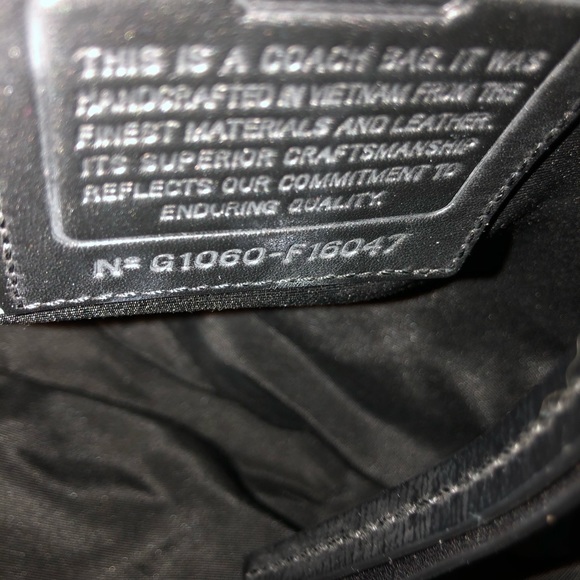 THIS IS A COACH BAG. IT WAS
HANDCRAFTED IN VIETNAM FROM THE
FINEST MATERIALS AND LEATHER.
ITS SUPERIOR CRAFTSMANSHIP
REFLECTS OUR COMMITMENT TO
ENDURING QUALITY.
Nº G1060-F16047